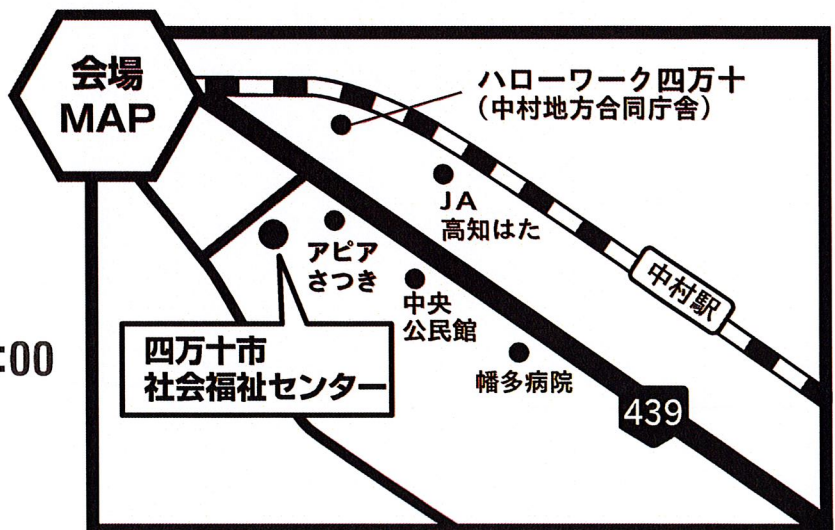 会場
MAP
ハローワーク四万十
（中村地方合同庁舎）
JA
高知はた
アピア
さつき
中央
公民館
中村駅
:00
四万十市
社会福祉センター
幡多病院
439